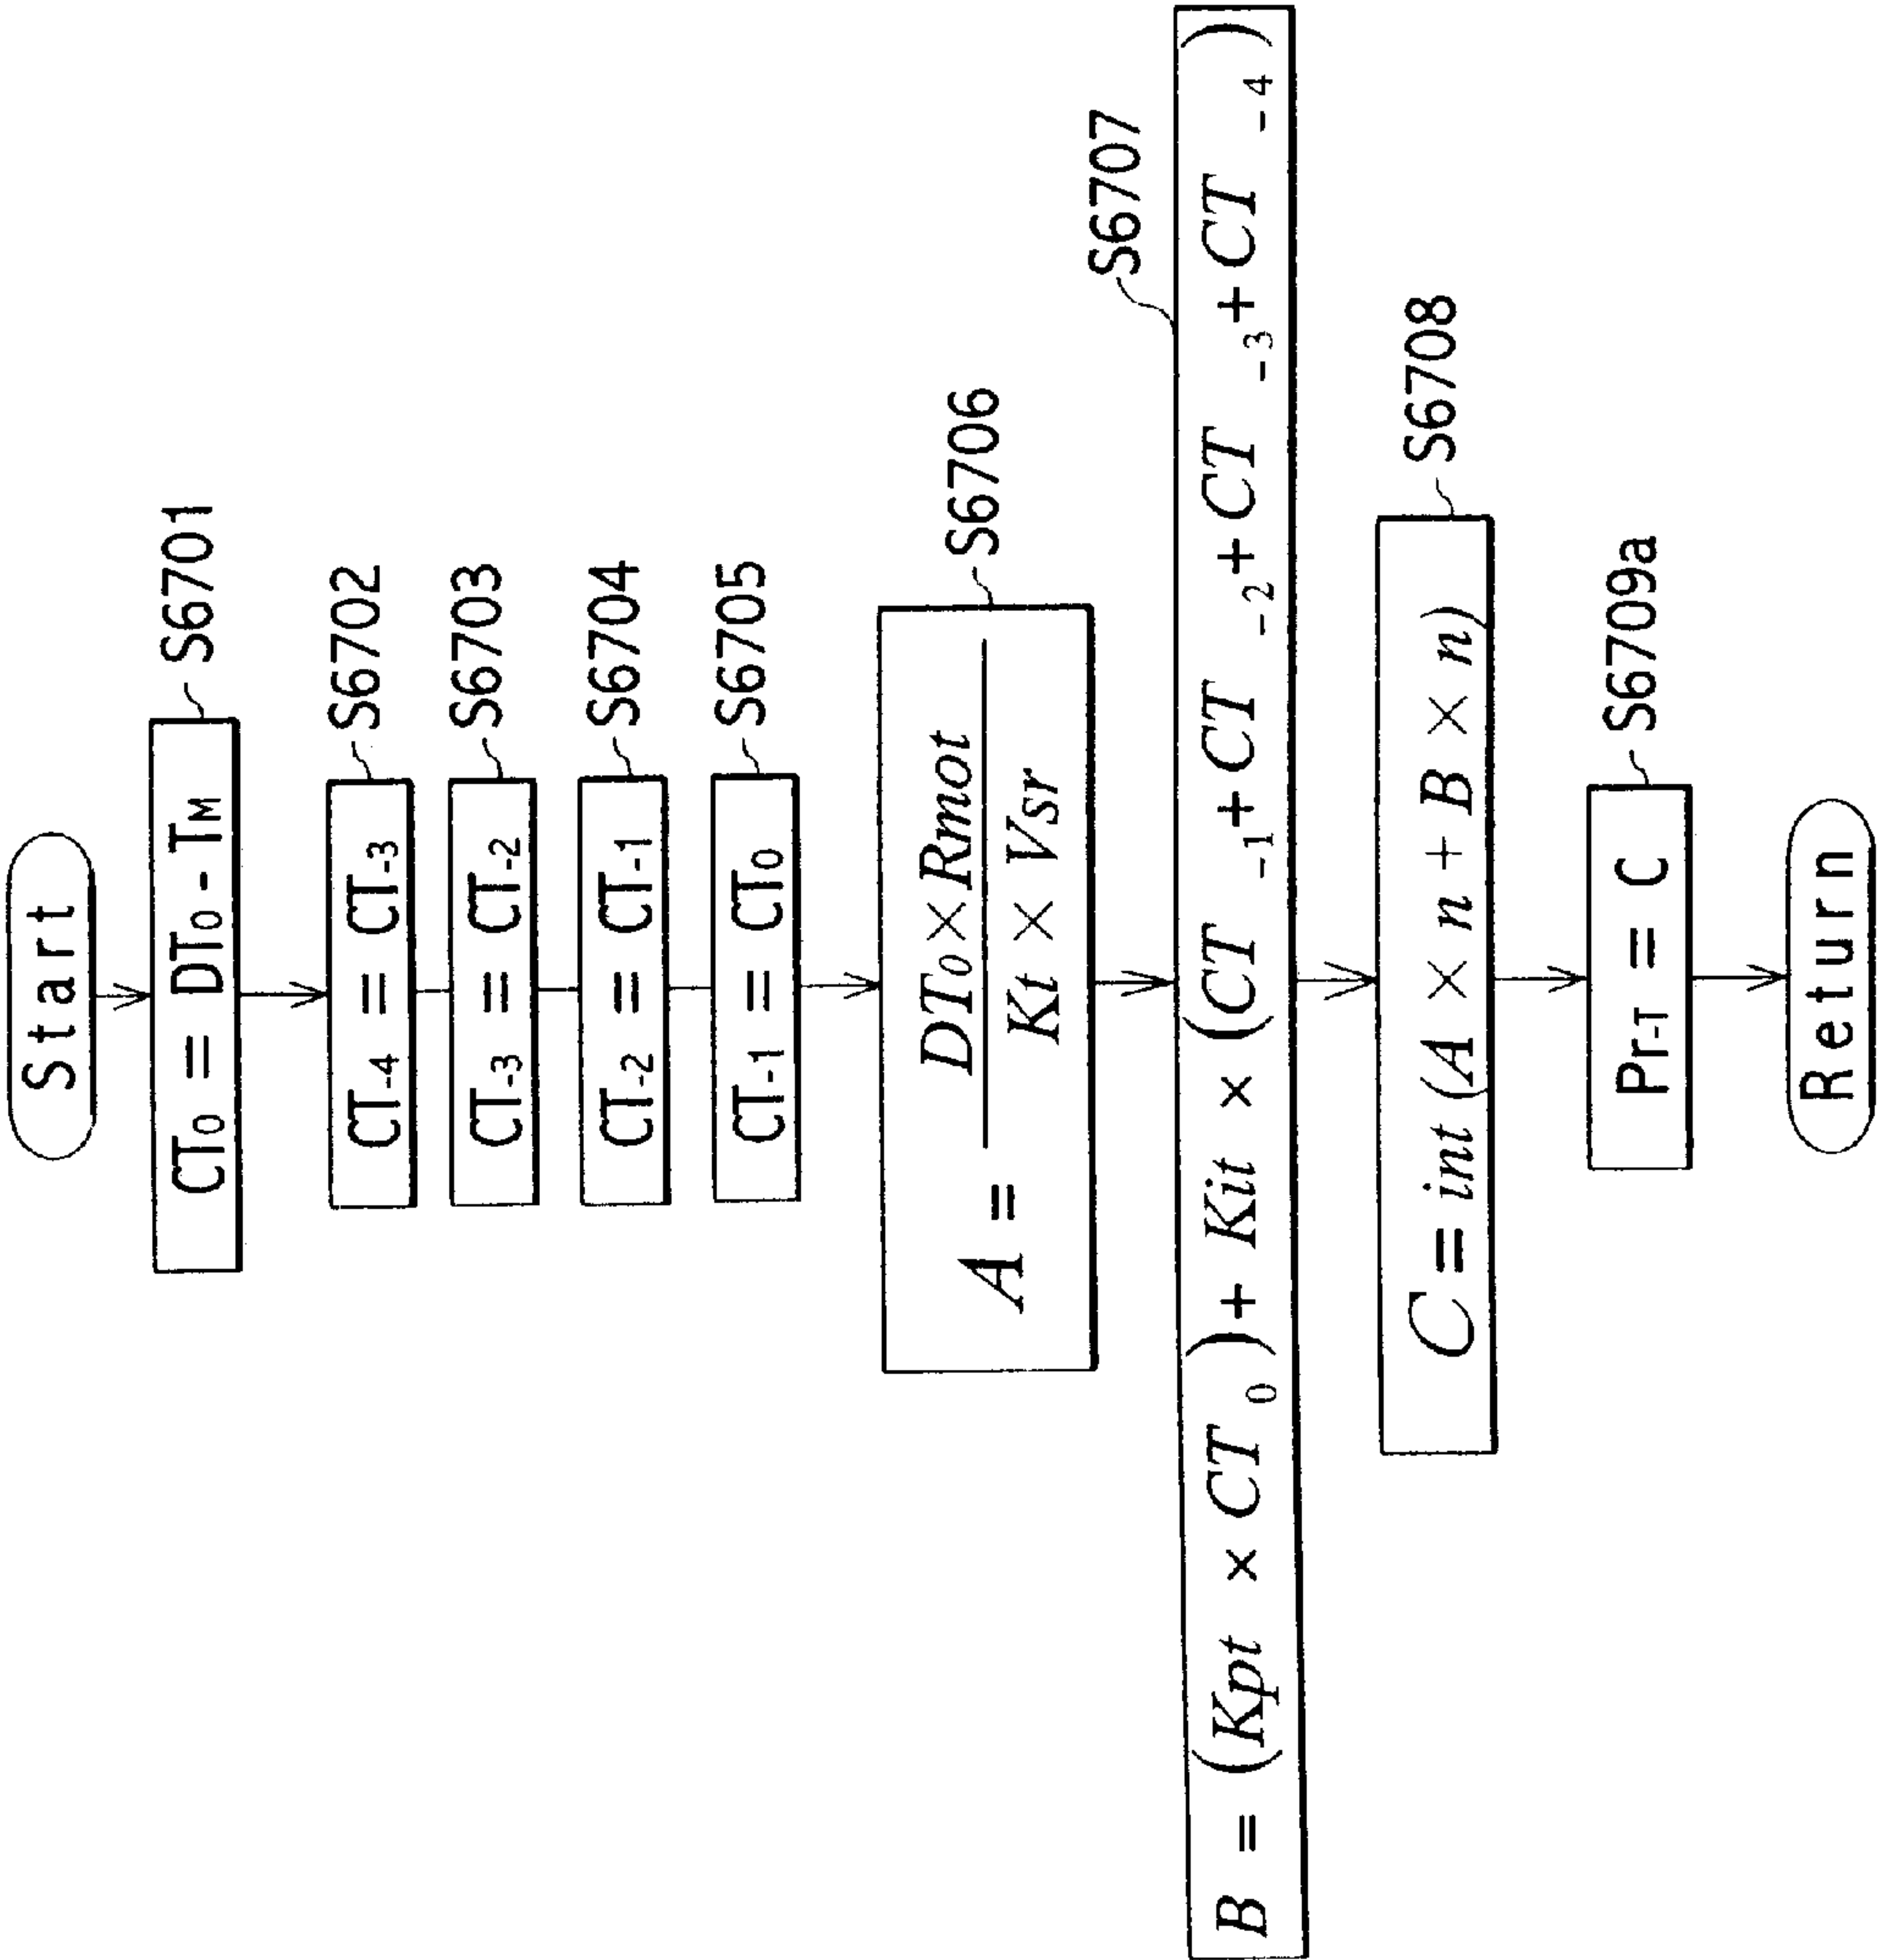 Start
CT₀ = DT₀ - TM S6701
CT₋₄ = CT₋₃ S6702
CT₋₃ = CT₋₂ S6703
CT₋₂ = CT₋₁ S6704
CT₋₁ = CT₀ S6705
A = (DT₀ × Rmot) / (Kt × Vsr) S6706
B = (Kpt × CT₀) + Kit × (CT₋₁ + CT₋₂ + CT₋₃ + CT₋₄) S6707
C = int (A × n + B × n) S6708
Pr-T = C S6709a
Return